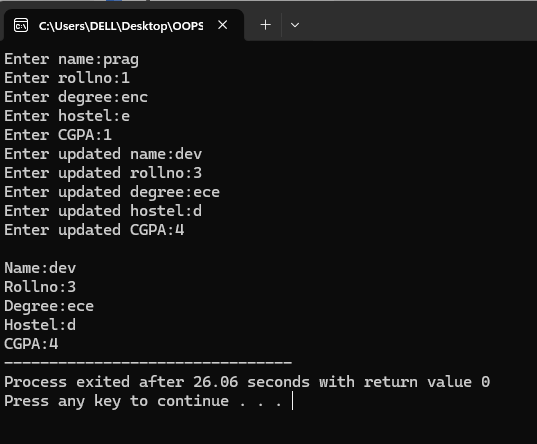 C:\Users\DELL\Desktop\OOPS
Enter name:prag
Enter rollno:1
Enter degree:enc
Enter hostel:e
Enter CGPA:1
Enter updated name:dev
Enter updated rollno:3
Enter updated degree:ece
Enter updated hostel:d
Enter updated CGPA:4
Name:dev
Rollno:3
Degree:ece
Hostel:d
CGPA:4
--------------------------------
Process exited after 26.06 seconds with return value 0
Press any key to continue . . .